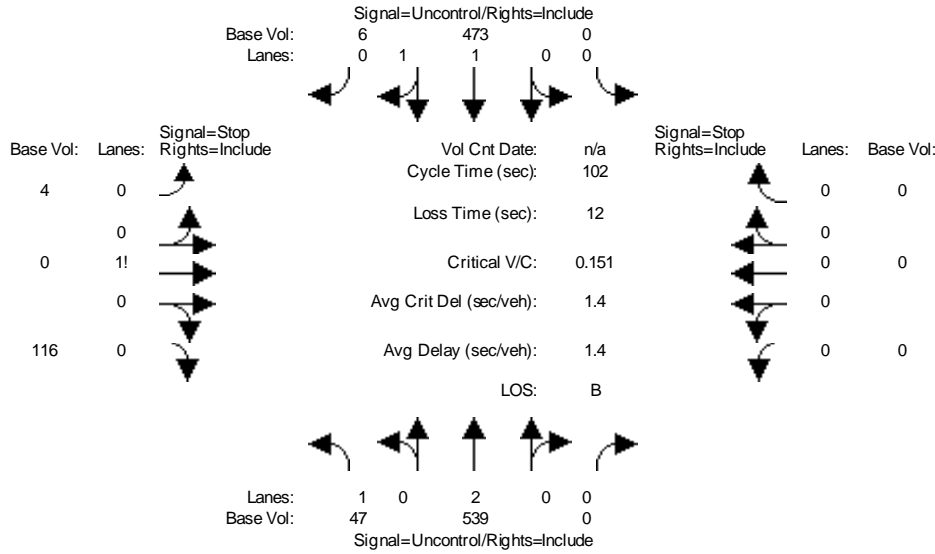 Signal=Uncontrol/Rights=Include
Base Vol: 6 473 0
Lanes: 0 1 1 0 0
Signal=Stop
Base Vol: Lanes: Rights=Include
Vol Cnt Date: n/a
Signal=Stop
Rights=Include Lanes: Base Vol:
4 0
Cycle Time (sec): 102
0 0
0
Loss Time (sec): 12
0
0 1!
Critical V/C: 0.151
0 0
0
Avg Crit Del (sec/veh): 1.4
0
116 0
Avg Delay (sec/veh): 1.4
0 0
LOS: B
Lanes: 1 0 2 0 0
Base Vol: 47 539 0
Signal=Uncontrol/Rights=Include